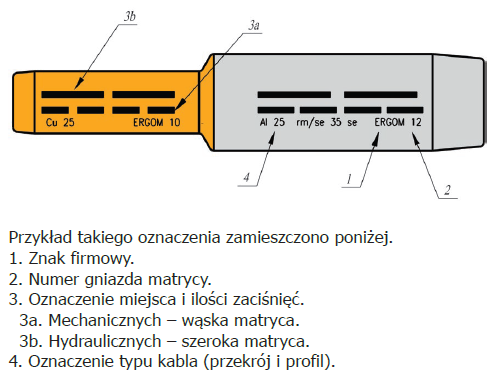 3b
3a
Cu 25 ERGOM 10
Al 25 rm/se 35 se ERGOM 12
4 1 2
Przykład takiego oznaczenia zamieszczono poniżej.
1. Znak firmowy.
2. Numer gniazda matrycy.
3. Oznaczenie miejsca i ilości zaciśnięć.
3a. Mechanicznych – wąska matryca.
3b. Hydraulicznych – szeroka matryca.
4. Oznaczenie typu kabla (przekrój i profil).